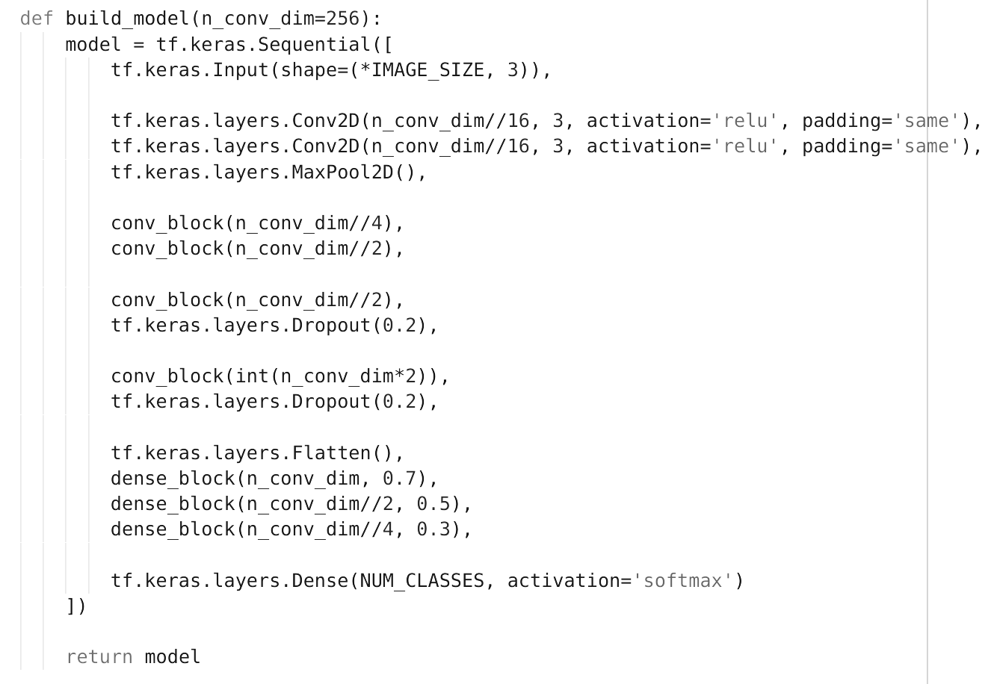 def build_model(n_conv_dim=256):
    model = tf.keras.Sequential([
        tf.keras.Input(shape=(*IMAGE_SIZE, 3)),

        tf.keras.layers.Conv2D(n_conv_dim//16, 3, activation='relu', padding='same'),
        tf.keras.layers.Conv2D(n_conv_dim//16, 3, activation='relu', padding='same'),
        tf.keras.layers.MaxPool2D(),

        conv_block(n_conv_dim//4),
        conv_block(n_conv_dim//2),

        conv_block(n_conv_dim//2),
        tf.keras.layers.Dropout(0.2),

        conv_block(int(n_conv_dim*2)),
        tf.keras.layers.Dropout(0.2),

        tf.keras.layers.Flatten(),
        dense_block(n_conv_dim, 0.7),
        dense_block(n_conv_dim//2, 0.5),
        dense_block(n_conv_dim//4, 0.3),

        tf.keras.layers.Dense(NUM_CLASSES, activation='softmax')
    ])

    return model